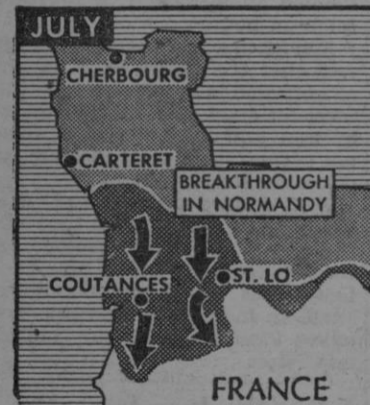 JULY
CHERBOURG
CARTERET
BREAKTHROUGH
IN NORMANDY
COUTANCES
ST. LO
FRANCE